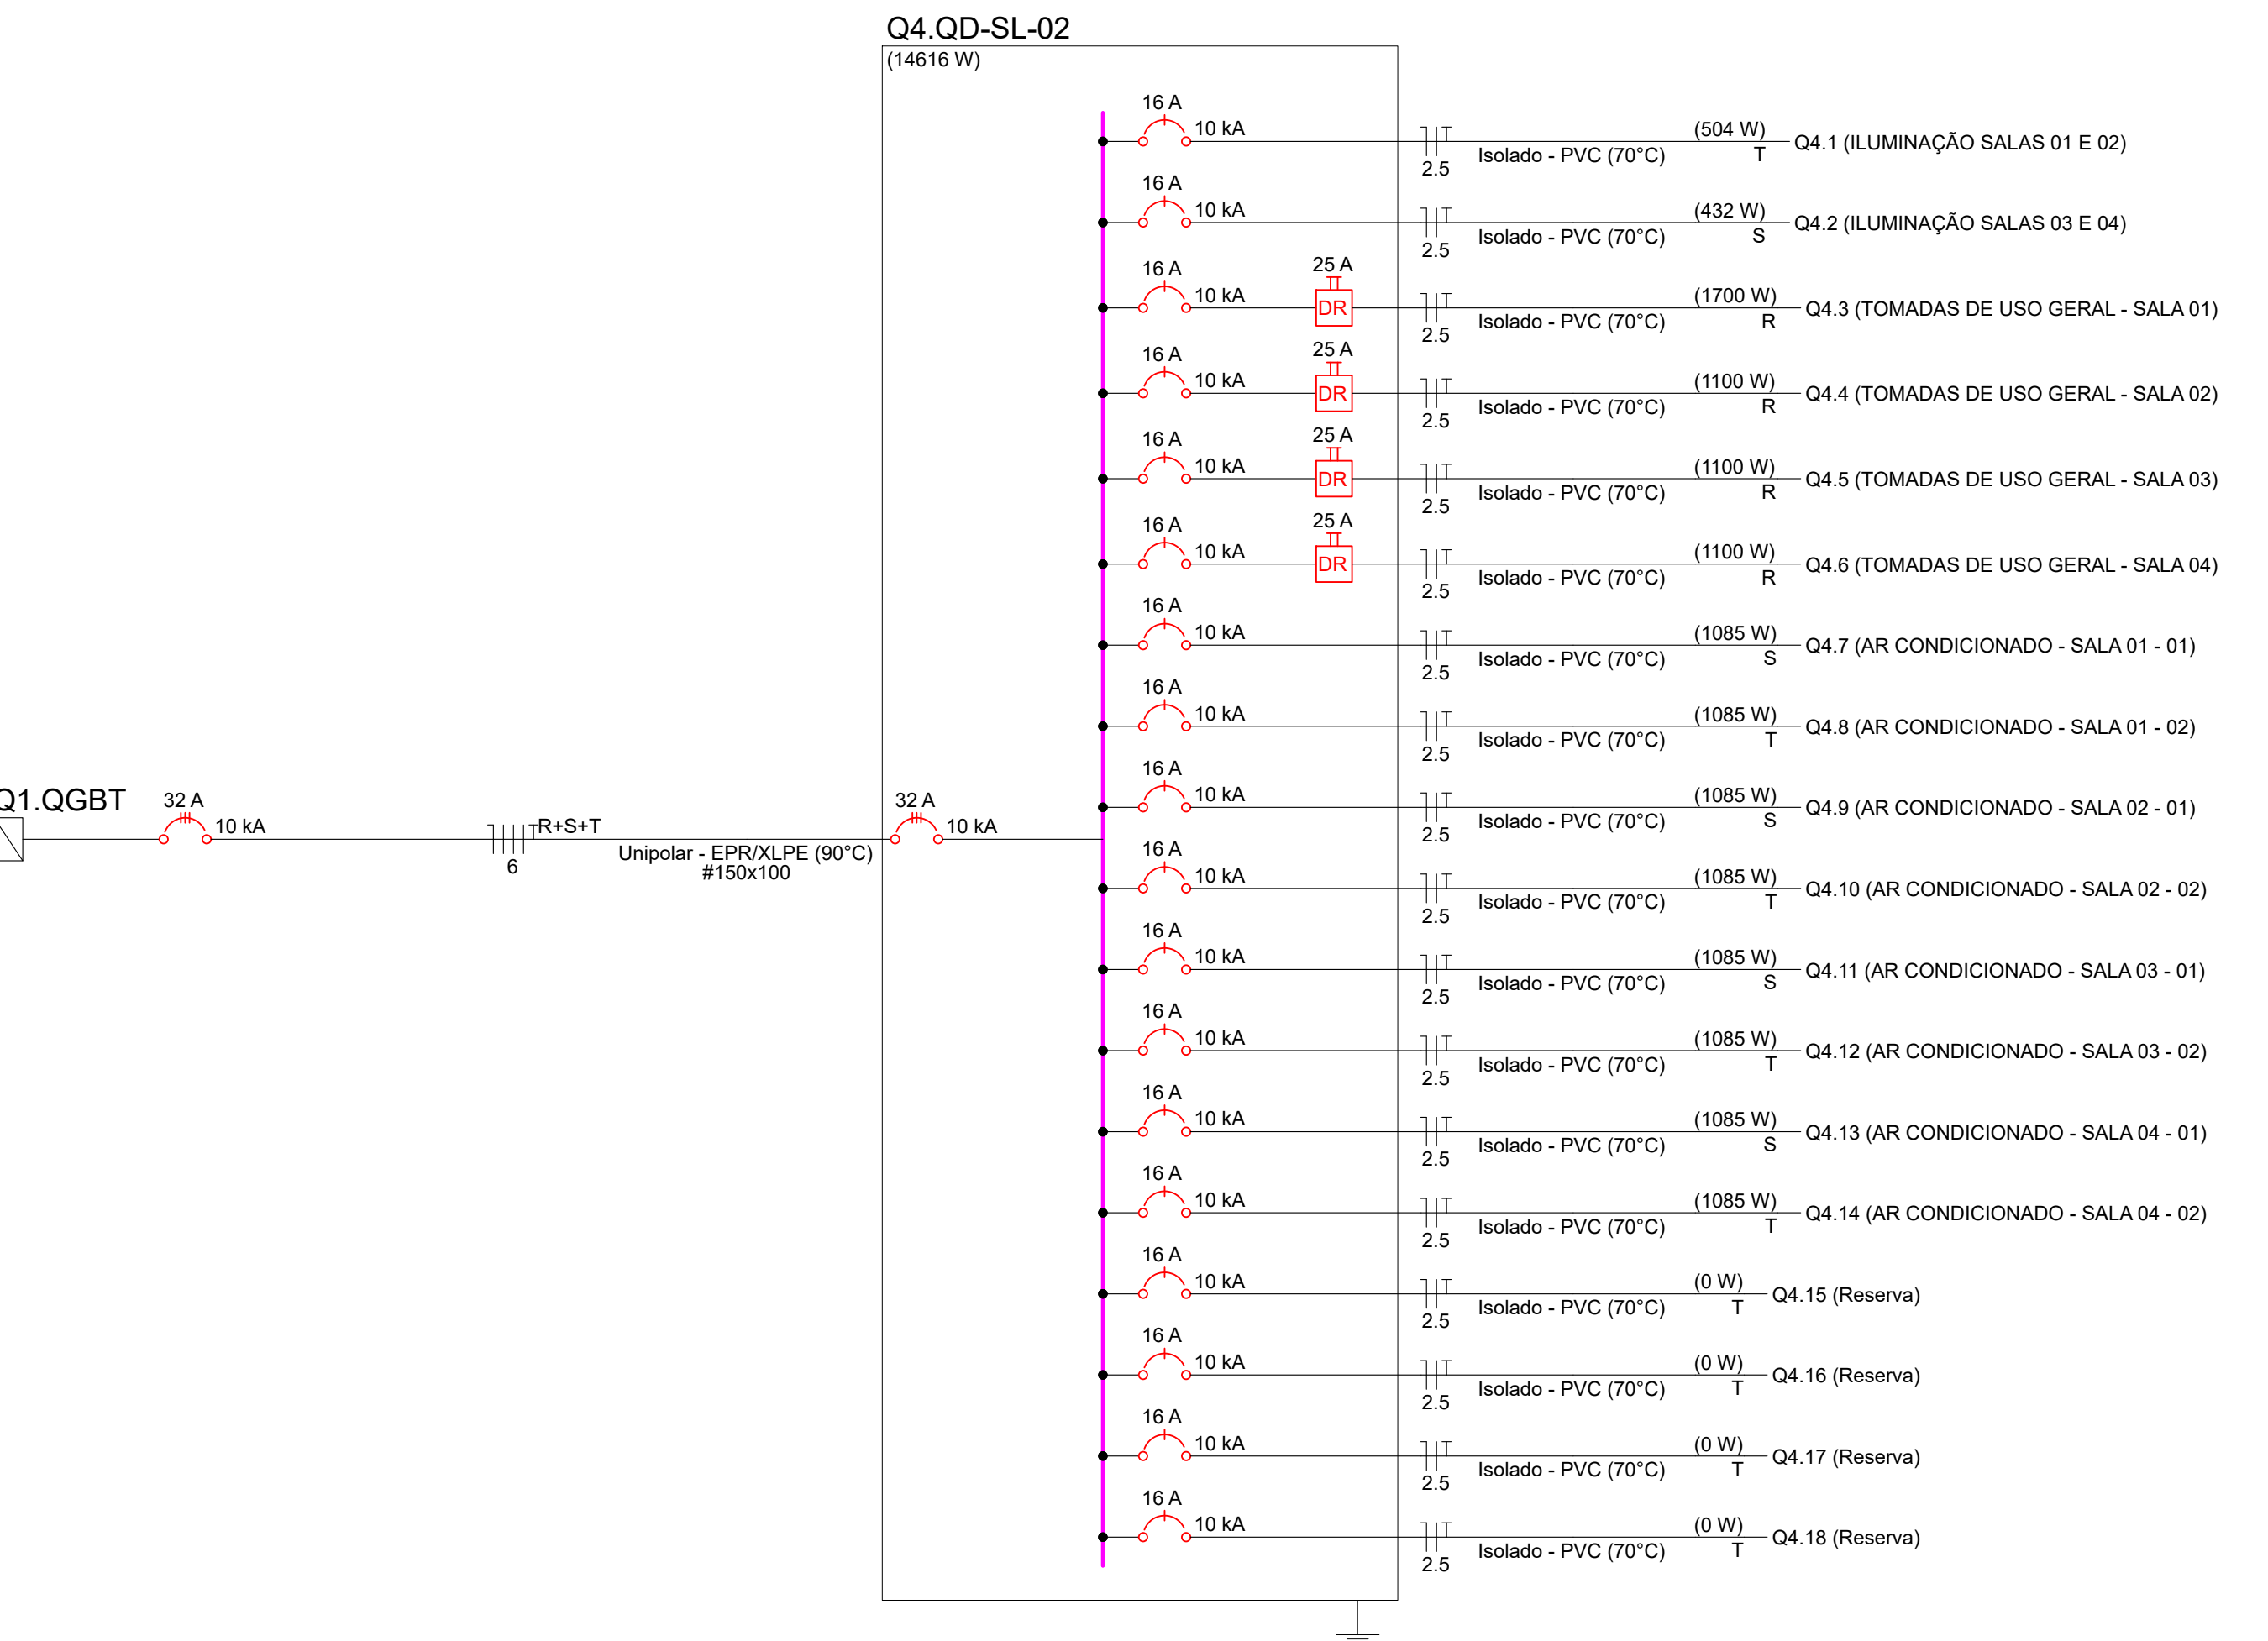 Q4.QD-SL-02
(14616 W)
16 A
10 kA
2.5
Isolado - PVC (70°C)
(504 W)
T
Q4.1 (ILUMINAÇÃO SALAS 01 E 02)
16 A
10 kA
2.5
Isolado - PVC (70°C)
(432 W)
S
Q4.2 (ILUMINAÇÃO SALAS 03 E 04)
16 A
10 kA
25 A
DR
2.5
Isolado - PVC (70°C)
(1700 W)
R
Q4.3 (TOMADAS DE USO GERAL - SALA 01)
16 A
10 kA
25 A
DR
2.5
Isolado - PVC (70°C)
(1100 W)
R
Q4.4 (TOMADAS DE USO GERAL - SALA 02)
16 A
10 kA
25 A
DR
2.5
Isolado - PVC (70°C)
(1100 W)
R
Q4.5 (TOMADAS DE USO GERAL - SALA 03)
16 A
10 kA
25 A
DR
2.5
Isolado - PVC (70°C)
(1100 W)
R
Q4.6 (TOMADAS DE USO GERAL - SALA 04)
16 A
10 kA
2.5
Isolado - PVC (70°C)
(1085 W)
S
Q4.7 (AR CONDICIONADO - SALA 01 - 01)
16 A
10 kA
2.5
Isolado - PVC (70°C)
(1085 W)
T
Q4.8 (AR CONDICIONADO - SALA 01 - 02)
16 A
10 kA
2.5
Isolado - PVC (70°C)
(1085 W)
S
Q4.9 (AR CONDICIONADO - SALA 02 - 01)
Q1.QGBT
32 A
10 kA
R+S+T
6
Unipolar - EPR/XLPE (90°C)
#150x100
32 A
10 kA
16 A
10 kA
2.5
Isolado - PVC (70°C)
(1085 W)
T
Q4.10 (AR CONDICIONADO - SALA 02 - 02)
16 A
10 kA
2.5
Isolado - PVC (70°C)
(1085 W)
S
Q4.11 (AR CONDICIONADO - SALA 03 - 01)
16 A
10 kA
2.5
Isolado - PVC (70°C)
(1085 W)
T
Q4.12 (AR CONDICIONADO - SALA 03 - 02)
16 A
10 kA
2.5
Isolado - PVC (70°C)
(1085 W)
S
Q4.13 (AR CONDICIONADO - SALA 04 - 01)
16 A
10 kA
2.5
Isolado - PVC (70°C)
(1085 W)
T
Q4.14 (AR CONDICIONADO - SALA 04 - 02)
16 A
10 kA
2.5
Isolado - PVC (70°C)
(0 W)
T
Q4.15 (Reserva)
16 A
10 kA
2.5
Isolado - PVC (70°C)
(0 W)
T
Q4.16 (Reserva)
16 A
10 kA
2.5
Isolado - PVC (70°C)
(0 W)
T
Q4.17 (Reserva)
16 A
10 kA
2.5
Isolado - PVC (70°C)
(0 W)
T
Q4.18 (Reserva)